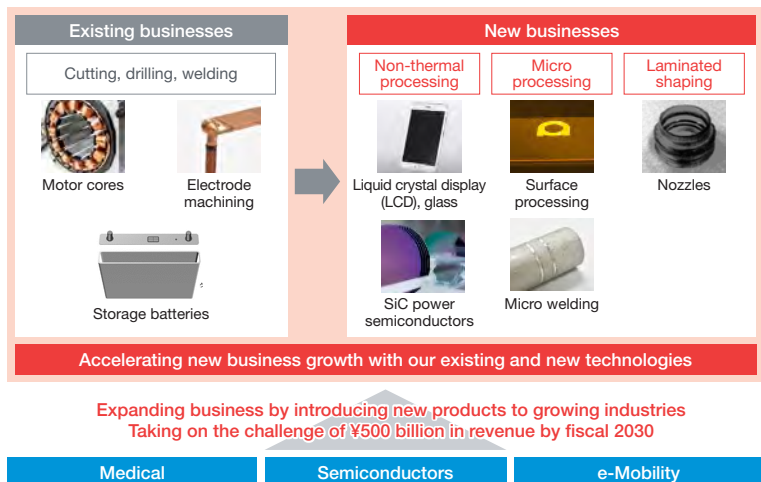 Existing businesses
Cutting, drilling, welding
Motor cores
Electrode
machining
Storage batteries
New businesses
Non-thermal
processing
Liquid crystal display
(LCD), glass
SiC power
semiconductors
Micro
processing
Surface
processing
Micro welding
Laminated
shaping
Nozzles
Accelerating new business growth with our existing and new technologies
Expanding business by introducing new products to growing industries
Taking on the challenge of ¥500 billion in revenue by fiscal 2030
Medical
Semiconductors
e-Mobility